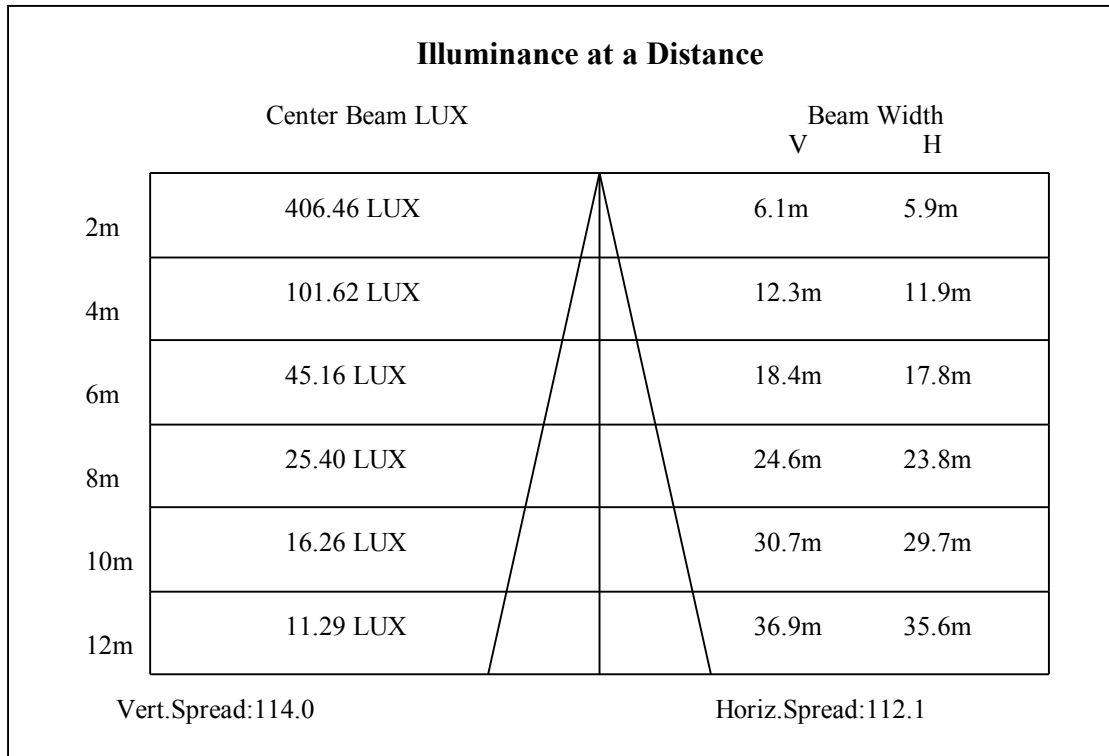 Illuminance at a Distance
Center Beam LUX Beam Width
V H
2m 406.46 LUX 6.1m 5.9m
4m 101.62 LUX 12.3m 11.9m
6m 45.16 LUX 18.4m 17.8m
8m 25.40 LUX 24.6m 23.8m
10m 16.26 LUX 30.7m 29.7m
12m 11.29 LUX 36.9m 35.6m
Vert.Spread:114.0 Horiz.Spread:112.1